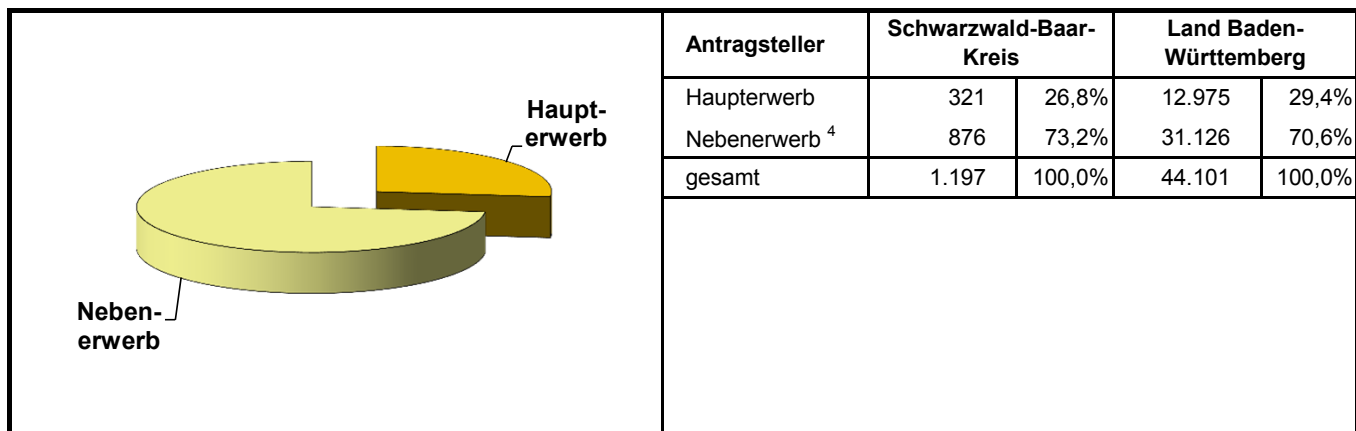 Haupt-
erwerb
Neben-
erwerb
Antragsteller Schwarzwald-Baar-Kreis Land Baden-Württemberg
Haupterwerb 321 26,8% 12.975 29,4%
Nebenerwerb 4 876 73,2% 31.126 70,6%
gesamt 1.197 100,0% 44.101 100,0%